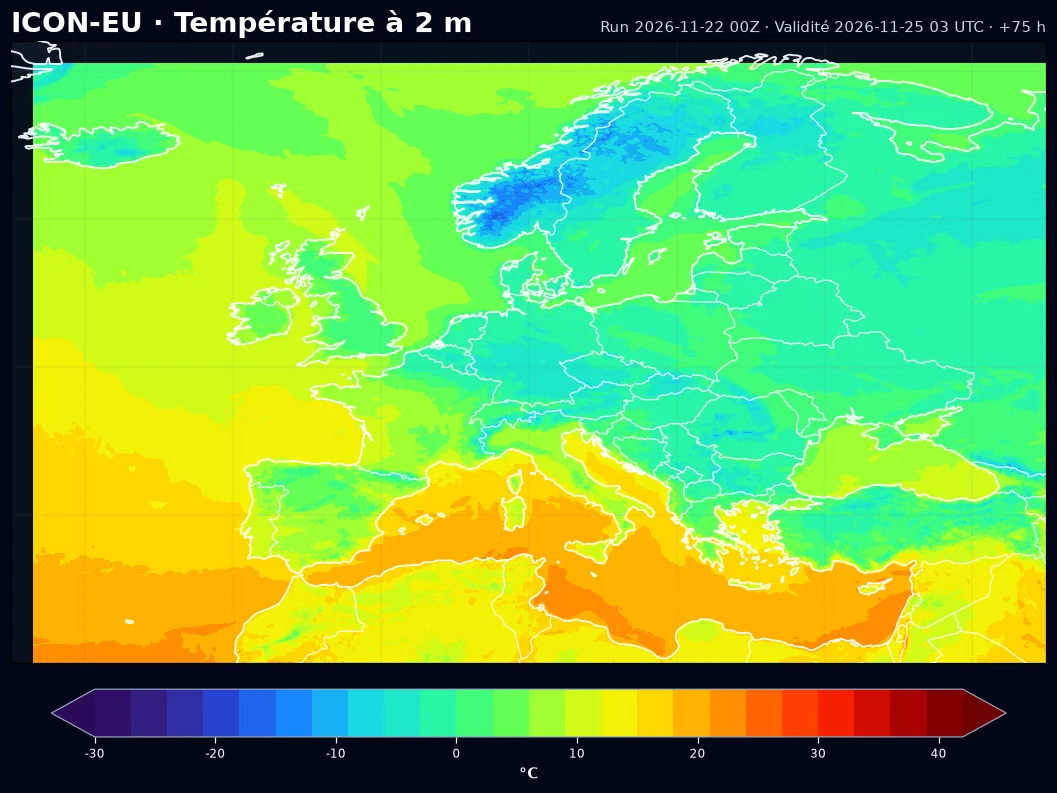 ICON-EU · Température à 2 m
Run 2026-11-22 00Z · Validité 2026-11-25 03 UTC · +75 h
-30 -20 -10 0 10 20 30 40
°C